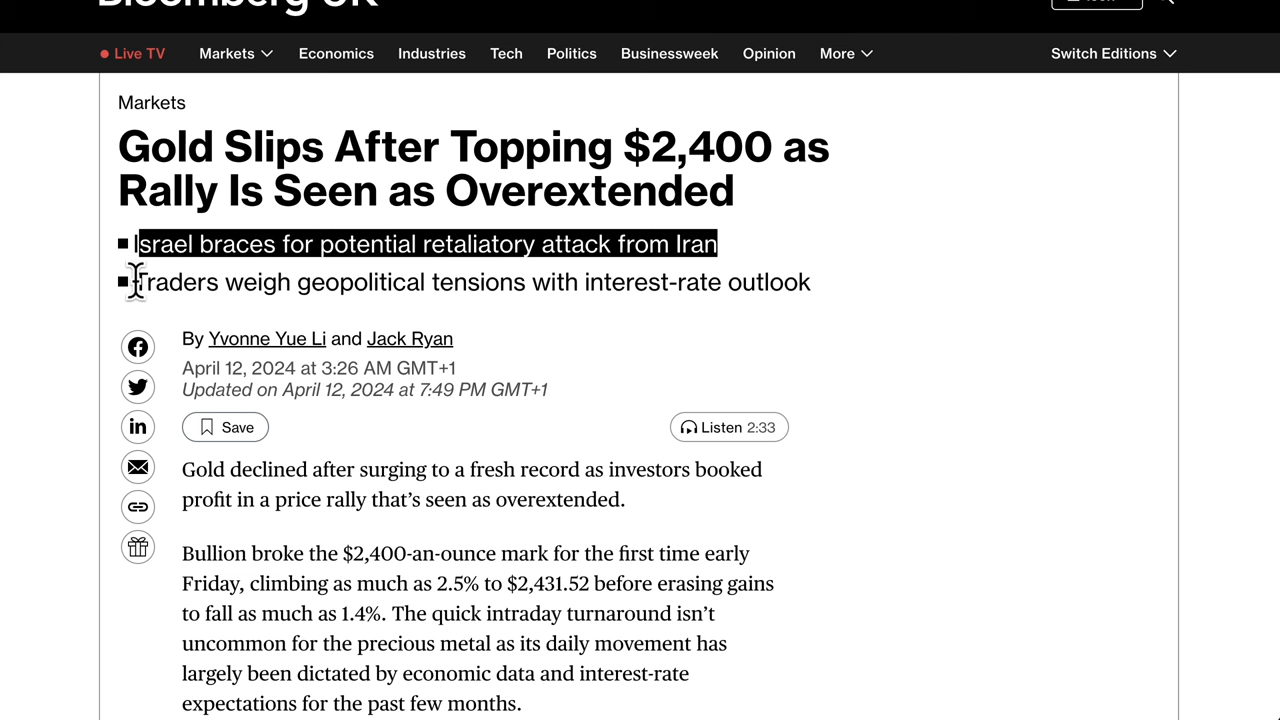 Bloomberg UK
Live TV Markets Economics Industries Tech Politics Businessweek Opinion More Switch Editions
Markets
Gold Slips After Topping $2,400 as
Rally Is Seen as Overextended
Israel braces for potential retaliatory attack from Iran
Traders weigh geopolitical tensions with interest-rate outlook
By Yvonne Yue Li and Jack Ryan
April 12, 2024 at 3:26 AM GMT+1
Updated on April 12, 2024 at 7:49 PM GMT+1
Save
Listen 2:33
Gold declined after surging to a fresh record as investors booked
profit in a price rally that’s seen as overextended.
Bullion broke the $2,400-an-ounce mark for the first time early
Friday, climbing as much as 2.5% to $2,431.52 before erasing gains
to fall as much as 1.4%. The quick intraday turnaround isn’t
uncommon for the precious metal as its daily movement has
largely been dictated by economic data and interest-rate
expectations for the past few months.